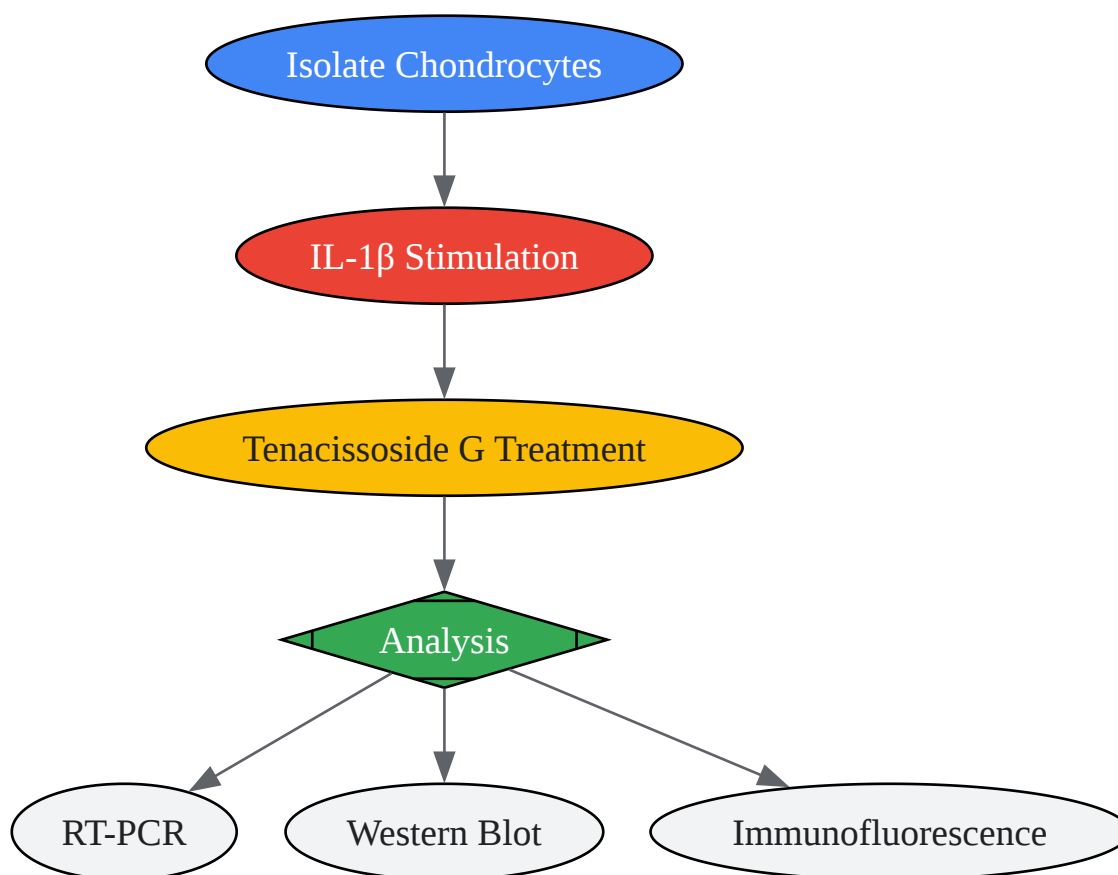 Isolate Chondrocytes
IL-1β Stimulation
Tenacissoside G Treatment
Analysis
RT-PCR
Western Blot
Immunofluorescence